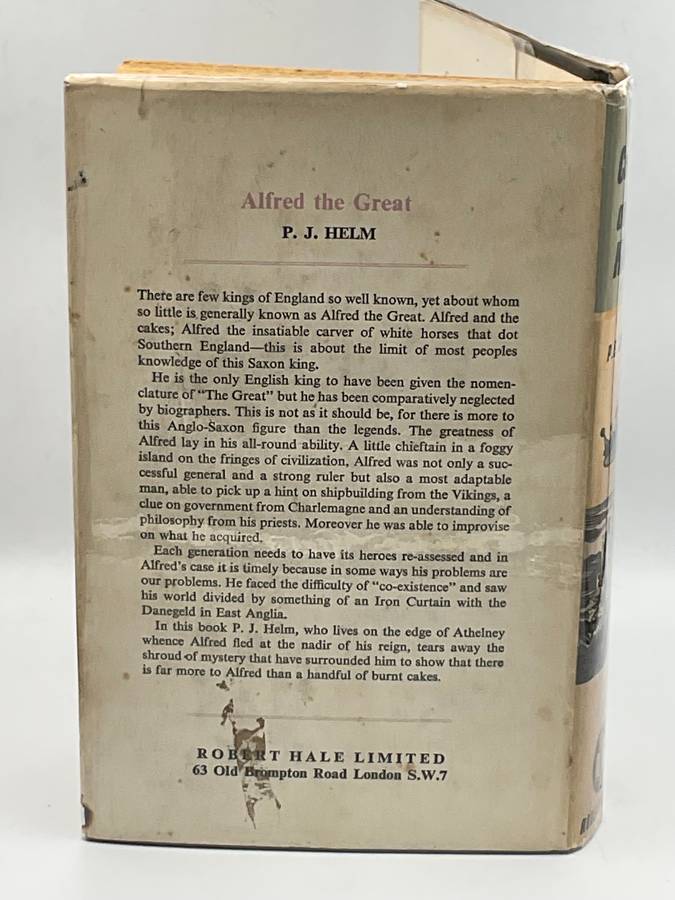 Alfred the Great
P. J. HELM
There are few kings of England so well known, yet about whom
so little is generally known as Alfred the Great. Alfred and the
cakes; Alfred the insatiable carver of white horses that dot
Southern England—this is about the limit of most peoples
knowledge of this Saxon king.
He is the only English king to have been given the nomen-
clature of "The Great" but he has been comparatively neglected
by biographers. This is not as it should be, for there is more to
this Anglo-Saxon figure than the legends. The greatness of
Alfred lay in his all-round ability. A little chieftain in a foggy
island on the fringes of civilization, Alfred was not only a suc-
cessful general and a strong ruler but also a most adaptable
man, able to pick up a hint on shipbuilding from the Vikings, a
clue on government from Charlemagne and an understanding of
philosophy from his priests. Moreover he was able to improvise
on what he acquired.
Each generation needs to have its heroes re-assessed and in
Alfred's case it is timely because in some ways his problems are
our problems. He faced the difficulty of "co-existence" and saw
his world divided by something of an Iron Curtain with the
Danegeld in East Anglia.
In this book P. J. Helm, who lives on the edge of Athelney
whence Alfred fled at the nadir of his reign, tears away the
shroud of mystery that have surrounded him to show that there
is far more to Alfred than a handful of burnt cakes.
ROBERT HALE LIMITED
63 Old Brompton Road London S.W.7